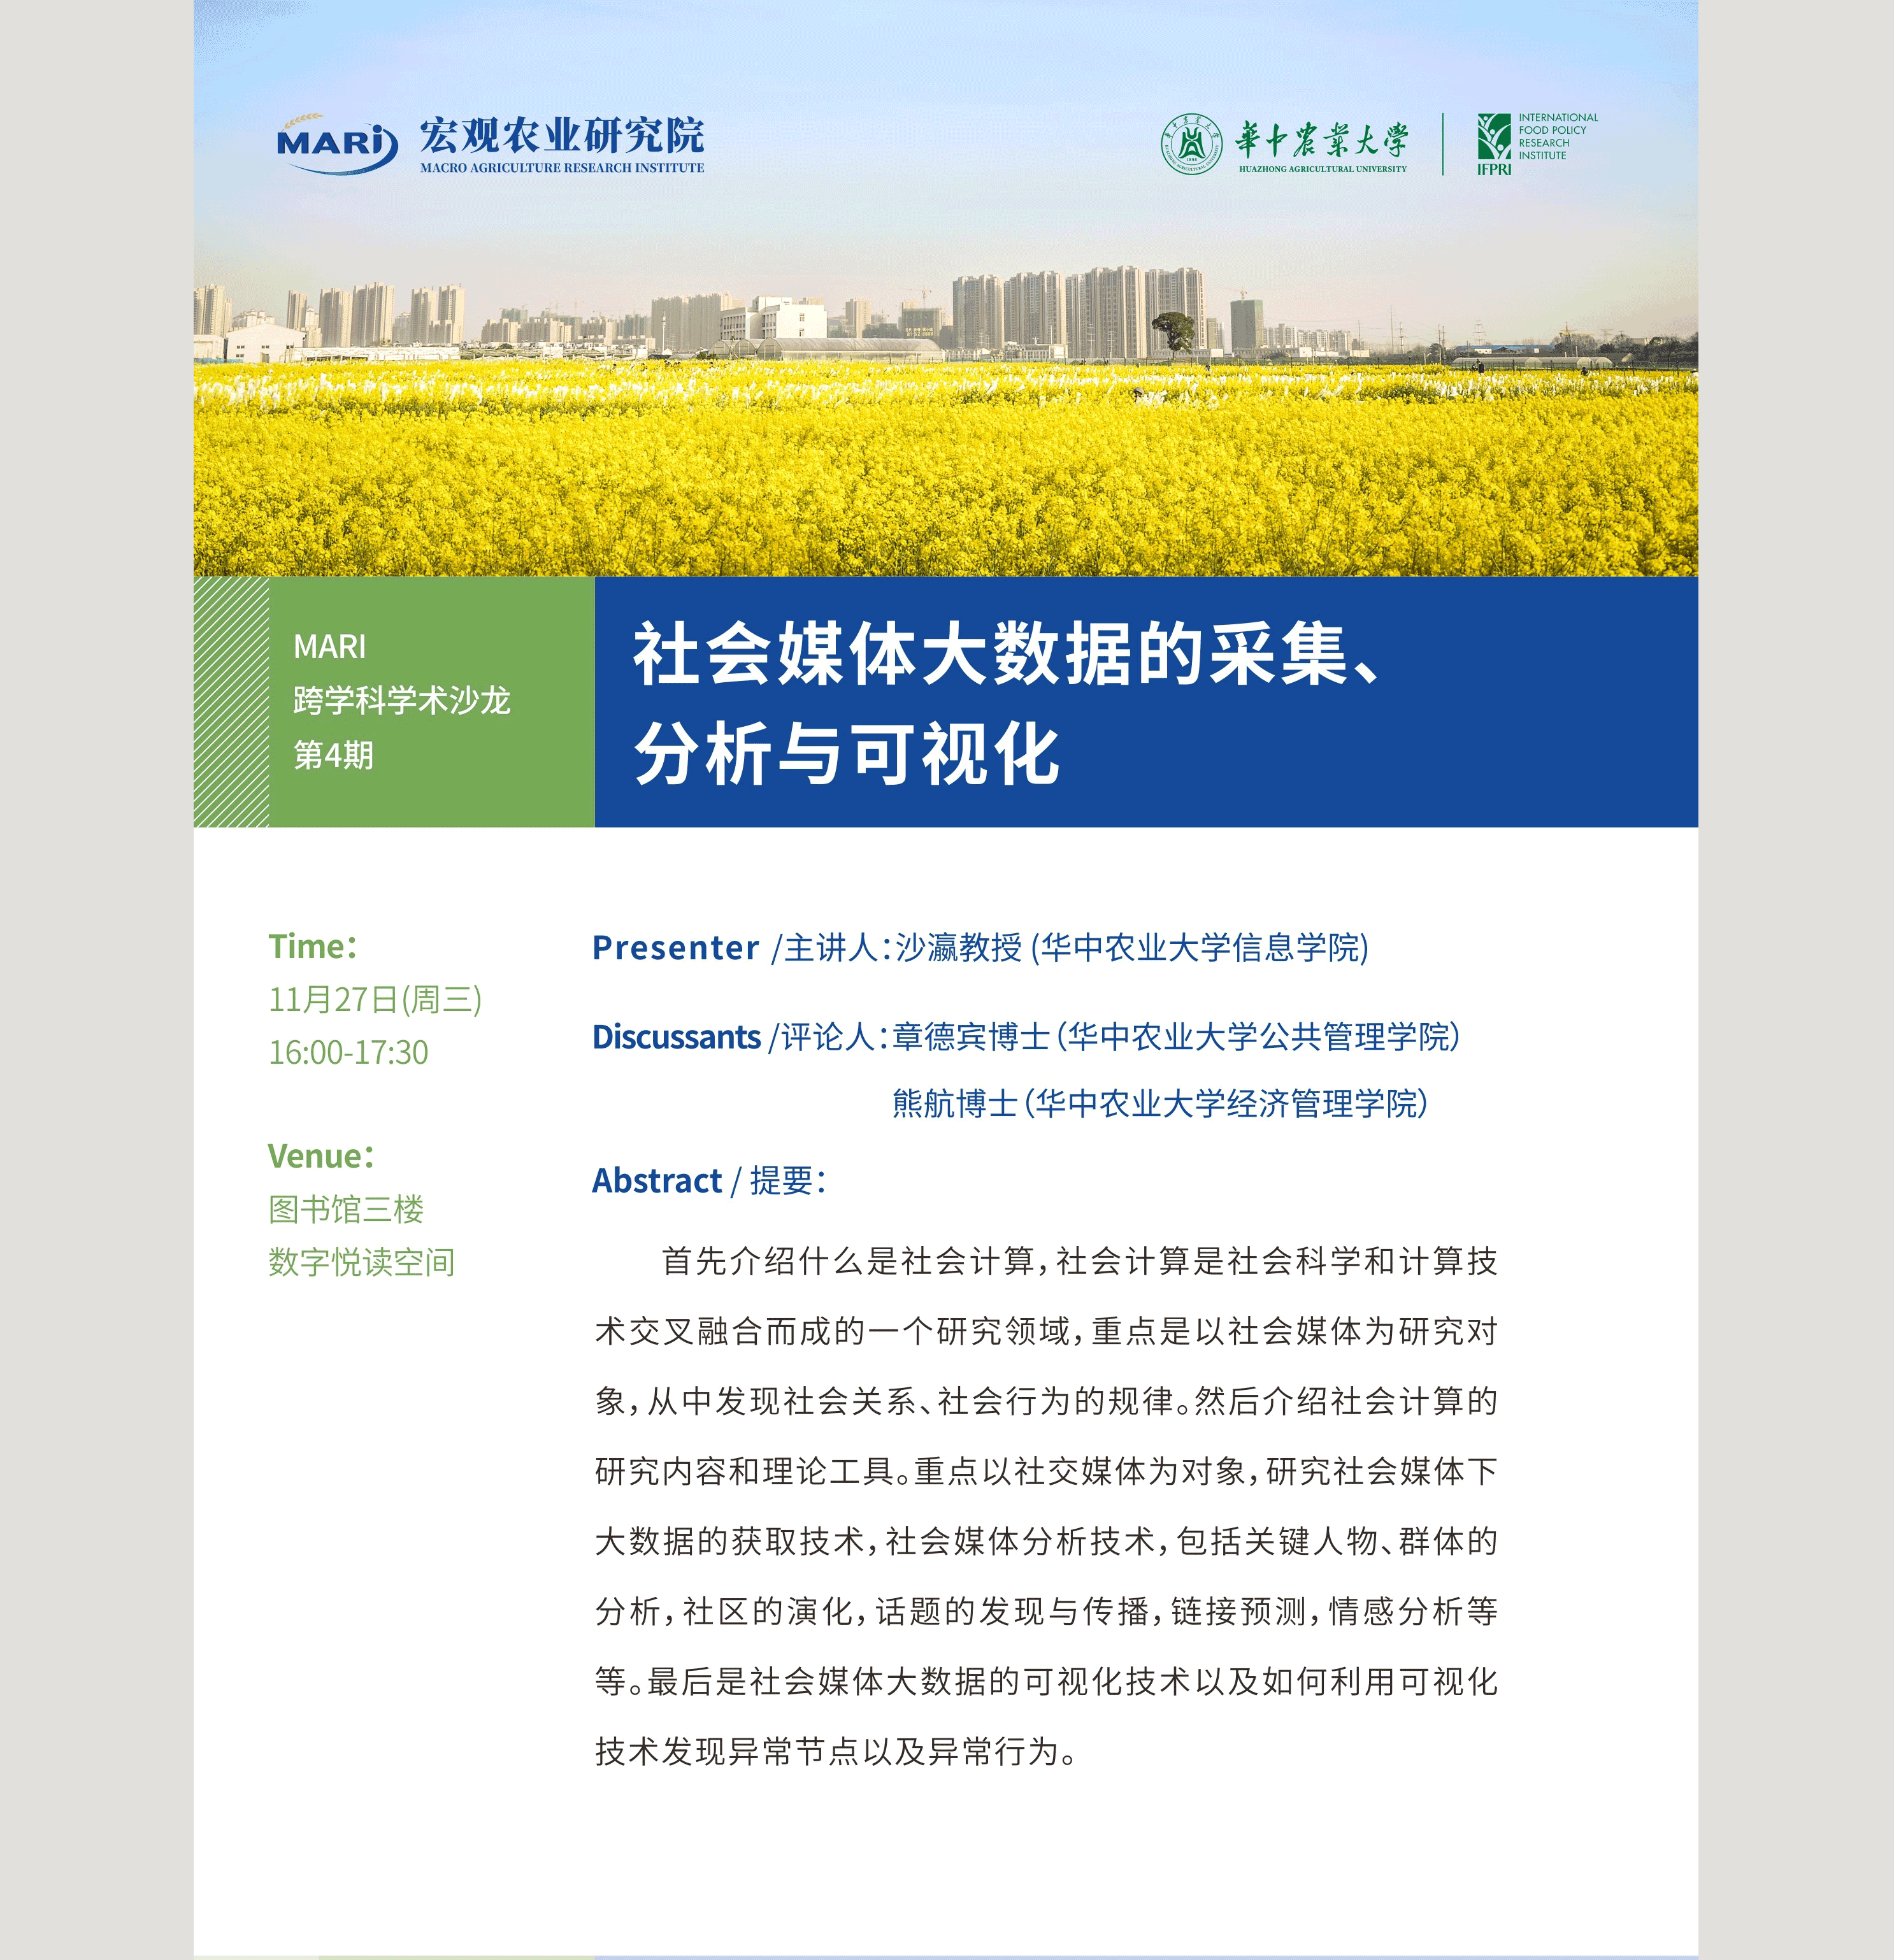 MARI
宏观农业研究院
MACRO AGRICULTURE RESEARCH INSTITUTE
華中农業大学
HUAZHONG AGRICULTURAL UNIVERSITY
INTERNATIONAL
FOOD POLICY
RESEARCH
INSTITUTE
IFPRI
MARI
跨学科学术沙龙
第4期
社会媒体大数据的采集、
分析与可视化
Time：
11月27日(周三)
16:00-17:30
Venue：
图书馆三楼
数字悦读空间
Presenter /主讲人：沙瀛教授 (华中农业大学信息学院)
Discussants /评论人：章德宾博士（华中农业大学公共管理学院）
熊航博士（华中农业大学经济管理学院）
Abstract / 提要：
首先介绍什么是社会计算，社会计算是社会科学和计算技
术交叉融合而成的一个研究领域，重点是以社会媒体为研究对
象，从中发现社会关系、社会行为的规律。然后介绍社会计算的
研究内容和理论工具。重点以社交媒体为对象，研究社会媒体下
大数据的获取技术，社会媒体分析技术，包括关键人物、群体的
分析，社区的演化，话题的发现与传播，链接预测，情感分析等
等。最后是社会媒体大数据的可视化技术以及如何利用可视化
技术发现异常节点以及异常行为。